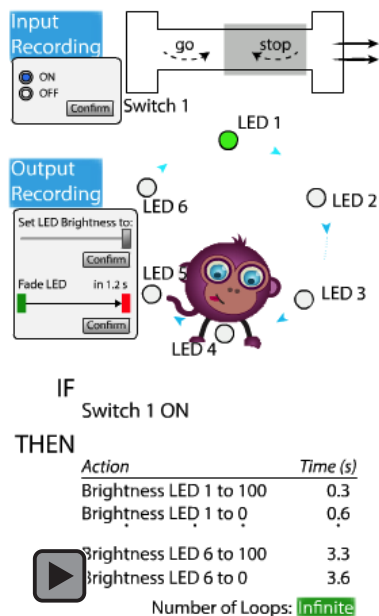 Input
Recording
ON
OFF
Confirm
go
stop
Switch 1
LED 1
LED 2
LED 3
LED 4
LED 5
LED 6
Output
Recording
Set LED Brightness to:
Confirm
Fade LED in 1.2 s
Confirm
IF
Switch 1 ON
THEN
Action Time (s)
Brightness LED 1 to 100 0.3
Brightness LED 1 to 0 0.6
. . . .
Brightness LED 6 to 100 3.3
Brightness LED 6 to 0 3.6
Number of Loops: Infinite